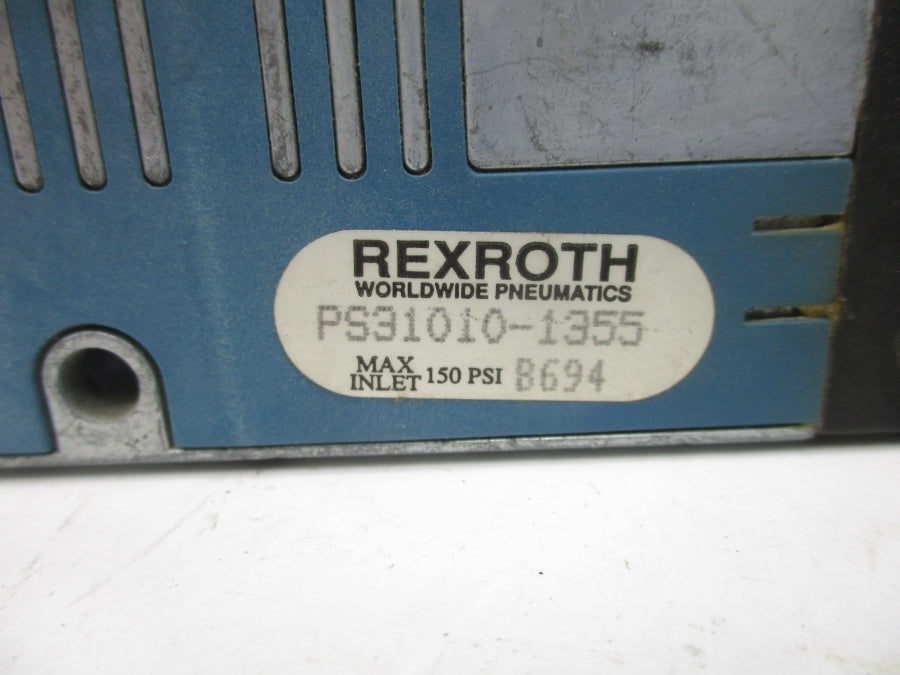 REXROTH
WORLDWIDE PNEUMATICS
PS31010-1355
MAX INLET 150 PSI B694